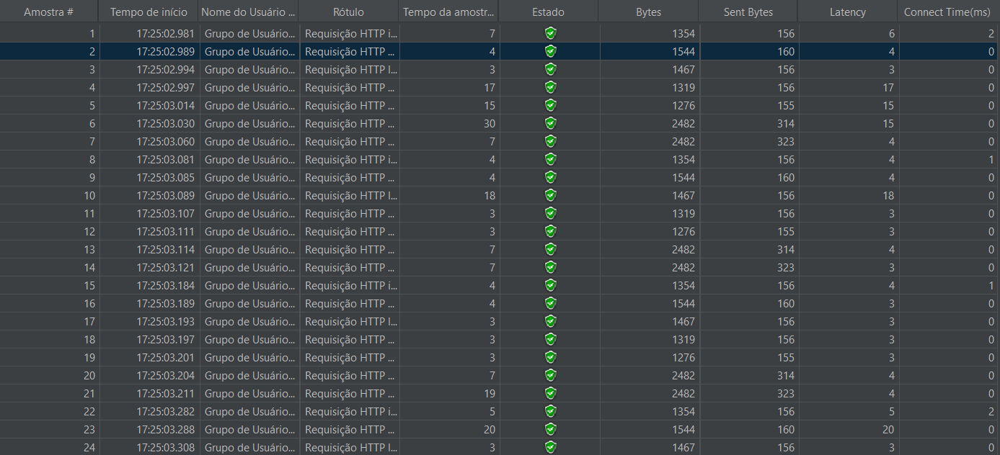 Amostra # Tempo de início Nome do Usuário ... Rótulo Tempo da amostr... Estado Bytes Sent Bytes Latency Connect Time(ms)
1 17:25:02.981 Grupo de Usuário... Requisição HTTP i... 7 1354 156 6 2
2 17:25:02.989 Grupo de Usuário... Requisição HTTP ... 4 1544 160 4 0
3 17:25:02.994 Grupo de Usuário... Requisição HTTP l... 3 1467 156 3 0
4 17:25:02.997 Grupo de Usuário... Requisição HTTP ... 17 1319 156 17 0
5 17:25:03.014 Grupo de Usuário... Requisição HTTP ... 15 1276 155 15 0
6 17:25:03.030 Grupo de Usuário... Requisição HTTP ... 30 2482 314 15 0
7 17:25:03.060 Grupo de Usuário... Requisição HTTP ... 7 2482 323 4 0
8 17:25:03.081 Grupo de Usuário... Requisição HTTP i... 4 1354 156 4 1
9 17:25:03.085 Grupo de Usuário... Requisição HTTP ... 4 1544 160 4 0
10 17:25:03.089 Grupo de Usuário... Requisição HTTP l... 18 1467 156 18 0
11 17:25:03.107 Grupo de Usuário... Requisição HTTP ... 3 1319 156 3 0
12 17:25:03.111 Grupo de Usuário... Requisição HTTP ... 3 1276 155 3 0
13 17:25:03.114 Grupo de Usuário... Requisição HTTP ... 7 2482 314 4 0
14 17:25:03.121 Grupo de Usuário... Requisição HTTP ... 7 2482 323 3 0
15 17:25:03.184 Grupo de Usuário... Requisição HTTP i... 4 1354 156 4 1
16 17:25:03.189 Grupo de Usuário... Requisição HTTP ... 4 1544 160 3 0
17 17:25:03.193 Grupo de Usuário... Requisição HTTP l... 3 1467 156 3 0
18 17:25:03.197 Grupo de Usuário... Requisição HTTP ... 3 1319 156 3 0
19 17:25:03.201 Grupo de Usuário... Requisição HTTP ... 3 1276 155 3 0
20 17:25:03.204 Grupo de Usuário... Requisição HTTP ... 7 2482 314 4 0
21 17:25:03.211 Grupo de Usuário... Requisição HTTP ... 19 2482 323 4 0
22 17:25:03.282 Grupo de Usuário... Requisição HTTP i... 5 1354 156 5 2
23 17:25:03.288 Grupo de Usuário... Requisição HTTP ... 20 1544 160 20 0
24 17:25:03.308 Grupo de Usuário... Requisição HTTP l... 3 1467 156 3 0